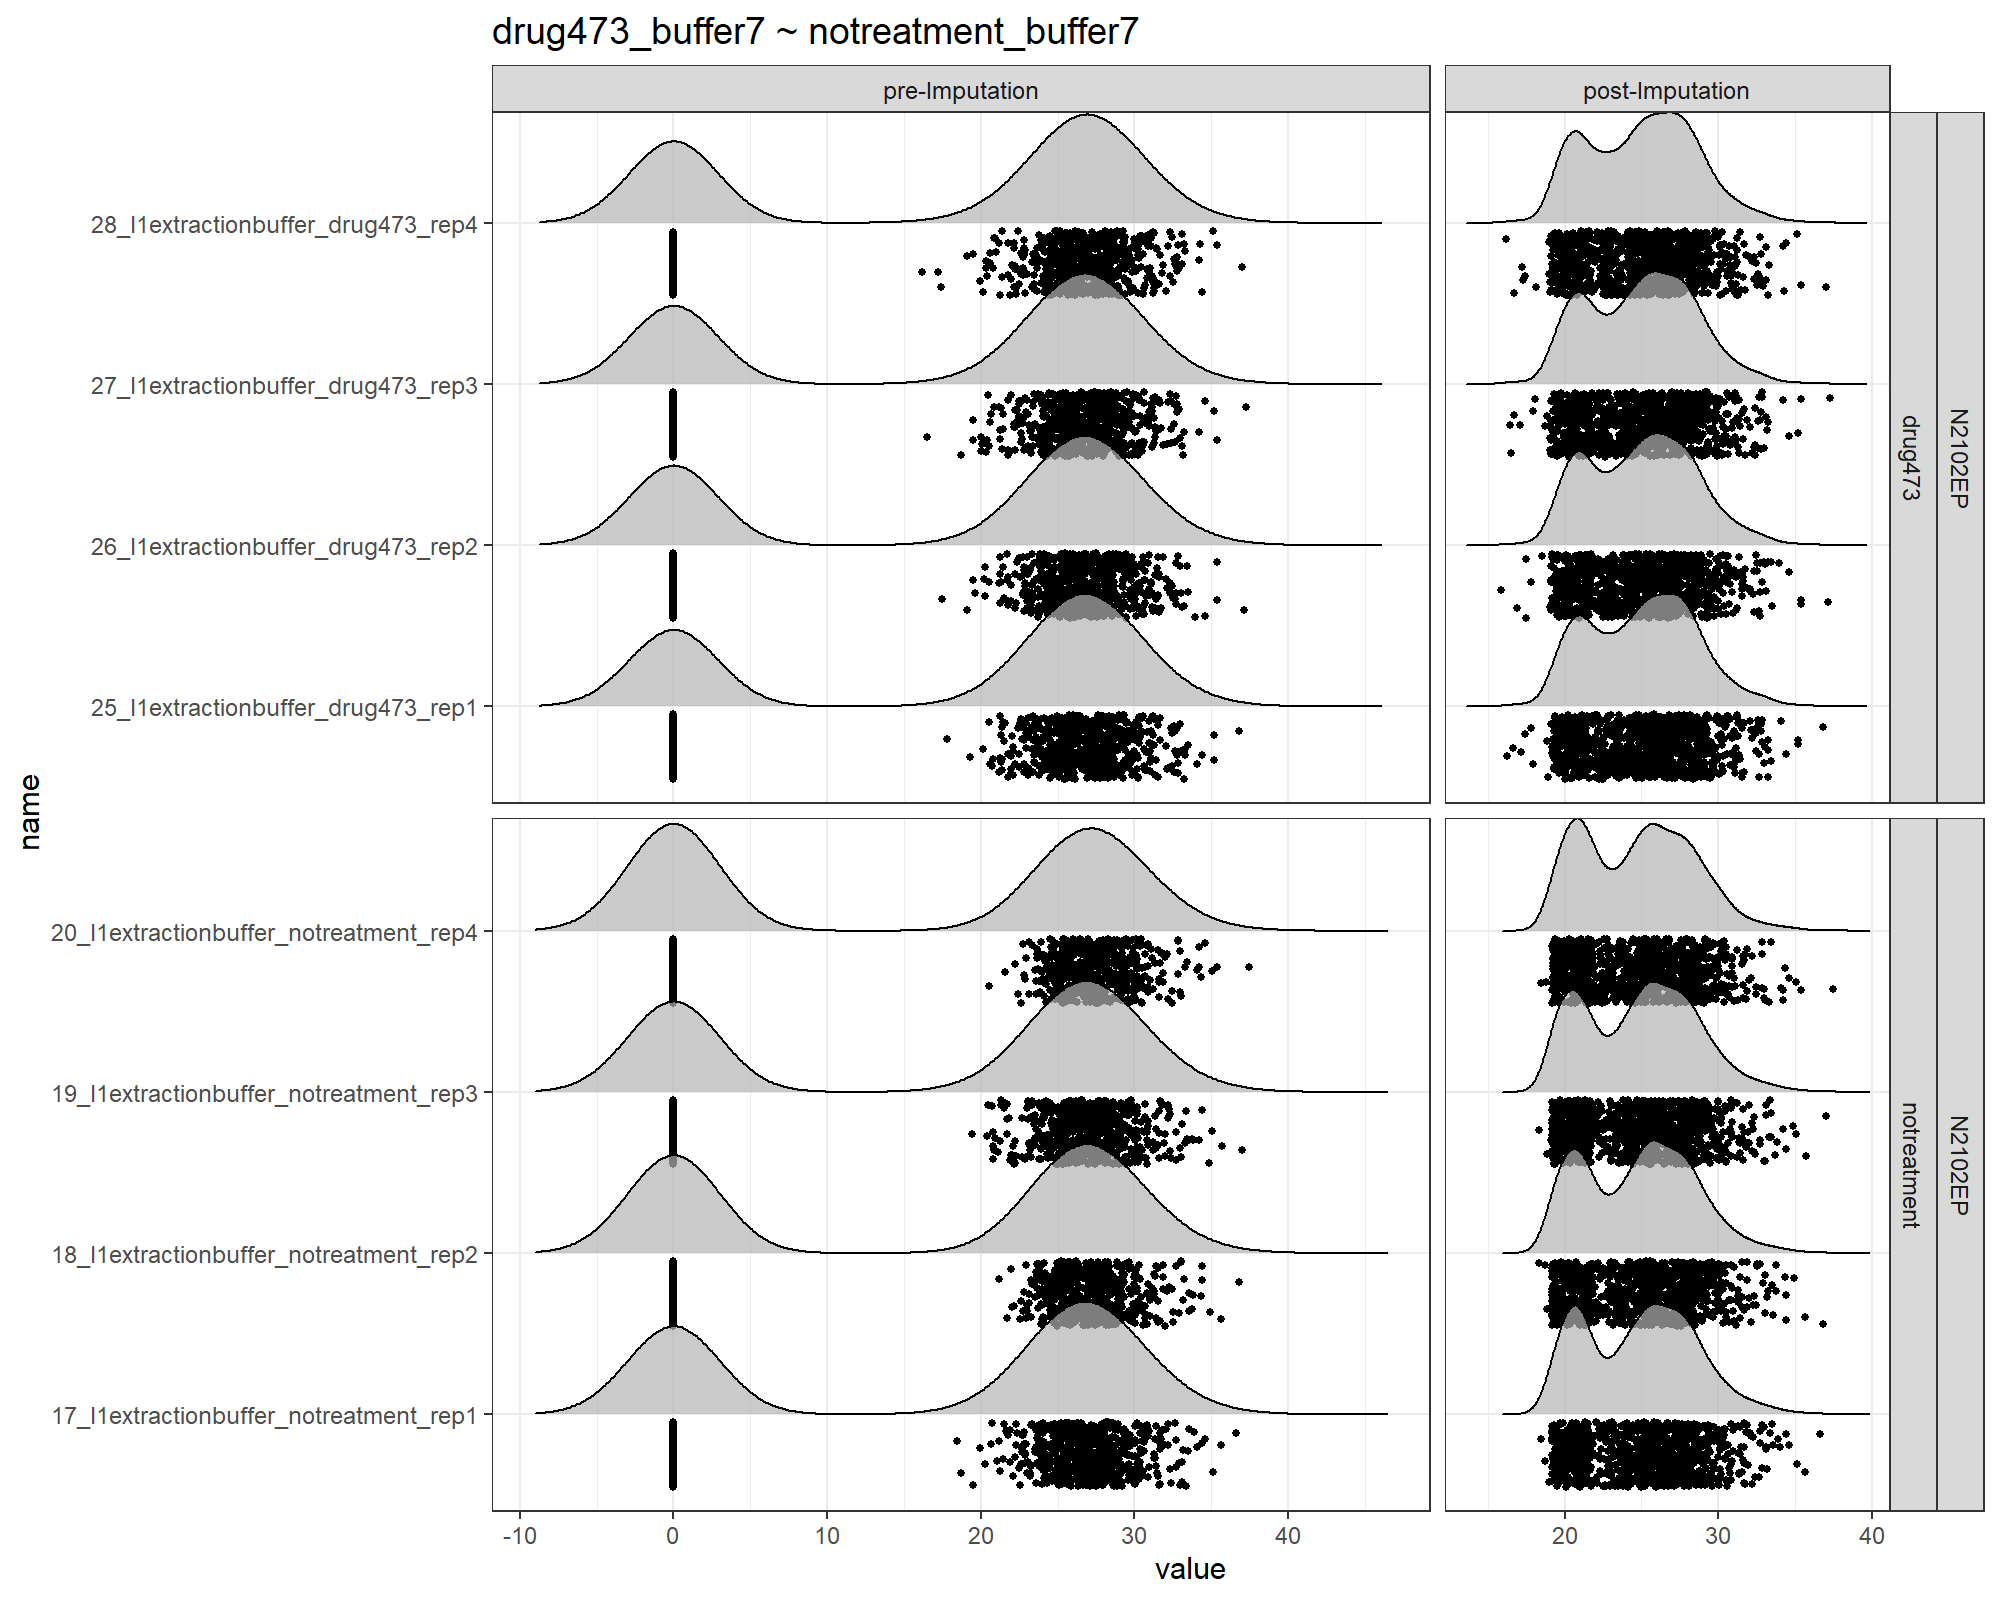 drug473_buffer7 ~ notreatment_buffer7
pre-Imputation
post-Imputation
28_l1extractionbuffer_drug473_rep4
27_l1extractionbuffer_drug473_rep3
26_l1extractionbuffer_drug473_rep2
25_l1extractionbuffer_drug473_rep1
drug473
N2102EP
name
20_l1extractionbuffer_notreatment_rep4
19_l1extractionbuffer_notreatment_rep3
18_l1extractionbuffer_notreatment_rep2
17_l1extractionbuffer_notreatment_rep1
notreatment
N2102EP
-10 0 10 20 30 40
20 30 40
value